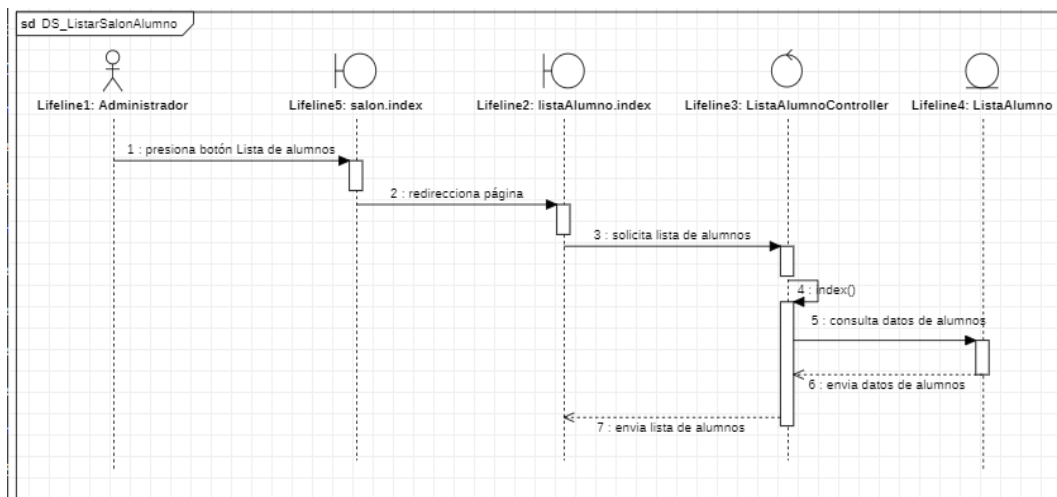 sd DS_ListarSalonAlumno
Lifeline1: Administrador
Lifeline5: salon.index
Lifeline2: listaAlumno.index
Lifeline3: ListaAlumnoController
Lifeline4: ListaAlumno
1 : presiona botón Lista de alumnos
2 : redirecciona página
3 : solicita lista de alumnos
4 : index()
5 : consulta datos de alumnos
6 : envia datos de alumnos
7 : envia lista de alumnos